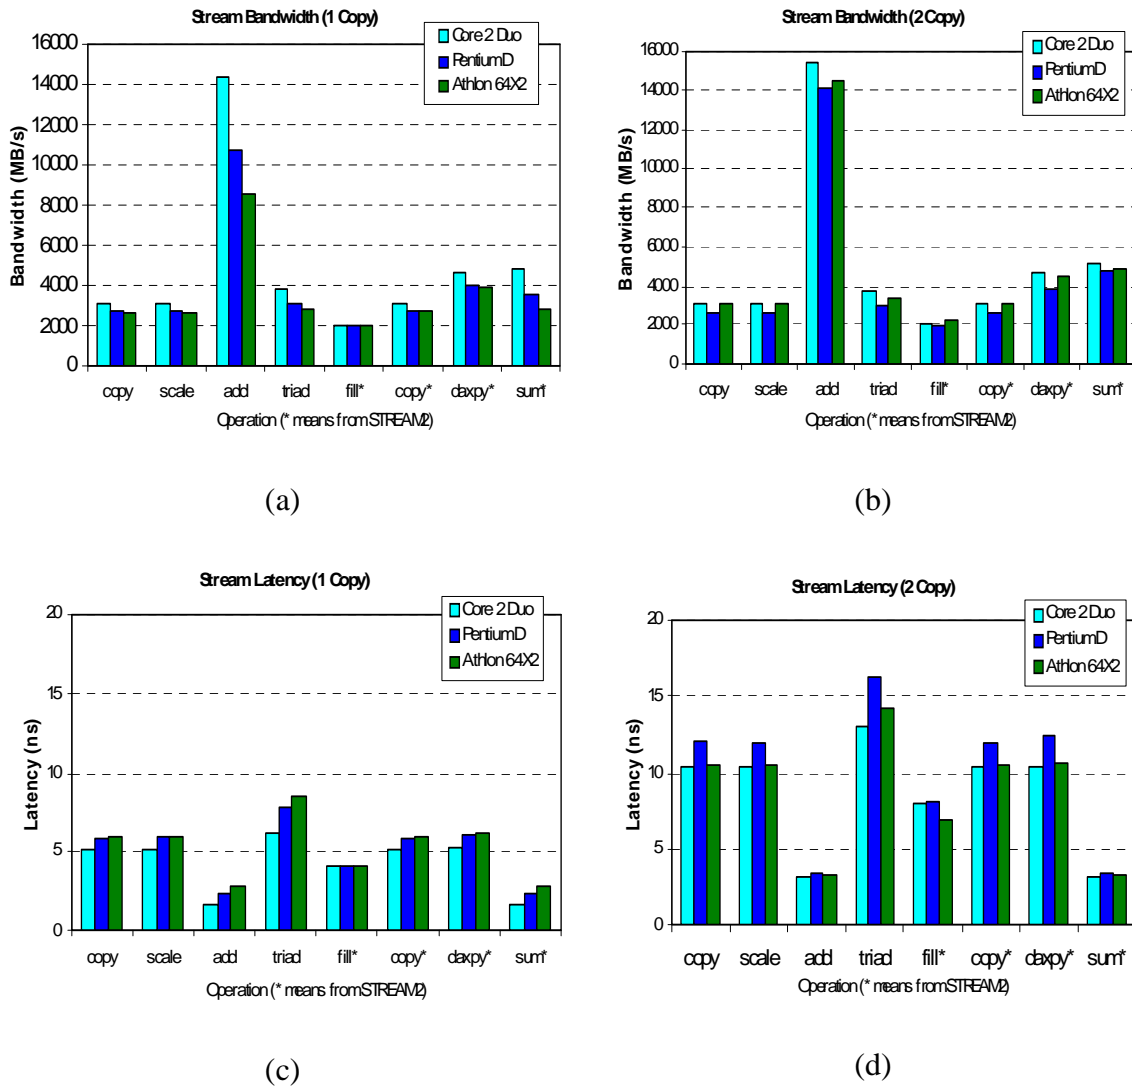 Stream Bandwidth (1 Copy)
Core 2 Duo
Pentium D
Athlon 64X2
16000
14000
12000
10000
8000
6000
4000
2000
0
Bandwidth (MB/s)
copy scale add triad fill* copy* daxpy* sum*
Operation (* means from STREAM2)
(a)
Stream Bandwidth (2 Copy)
Core 2 Duo
Pentium D
Athlon 64X2
16000
14000
12000
10000
8000
6000
4000
2000
0
Bandwidth (MB/s)
copy scale add triad fill* copy* daxpy* sum*
Operation (* means from STREAM2)
(b)
Stream Latency (1 Copy)
Core 2 Duo
Pentium D
Athlon 64X2
20
15
10
5
0
Latency (ns)
copy scale add triad fill* copy* daxpy* sum*
Operation (* means from STREAM2)
(c)
Stream Latency (2 Copy)
Core 2 Duo
Pentium D
Athlon 64X2
20
15
10
5
0
Latency (ns)
copy scale add triad fill* copy* daxpy* sum*
Operation (* means from STREAM2)
(d)